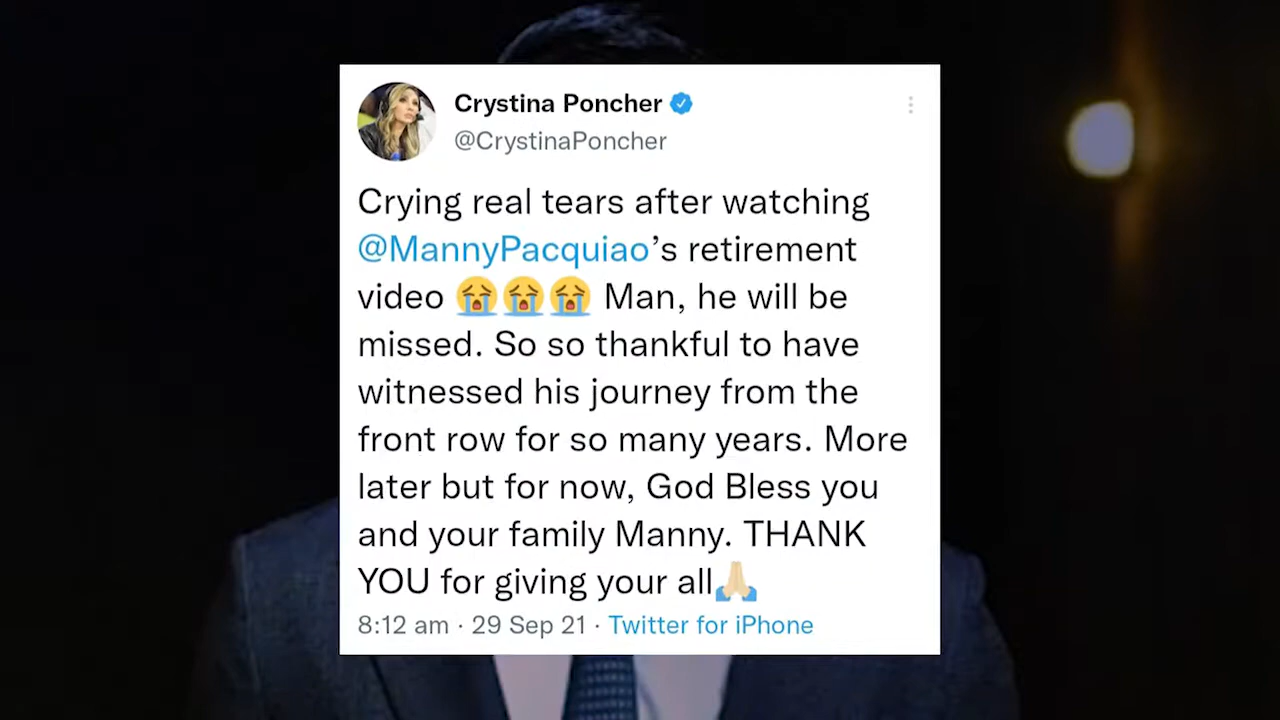 Crystina Poncher
@CrystinaPoncher
Crying real tears after watching
@MannyPacquiao’s retirement
video 😭😭😭 Man, he will be
missed. So so thankful to have
witnessed his journey from the
front row for so many years. More
later but for now, God Bless you
and your family Manny. THANK
YOU for giving your all🙏🏼
8:12 am · 29 Sep 21 · Twitter for iPhone